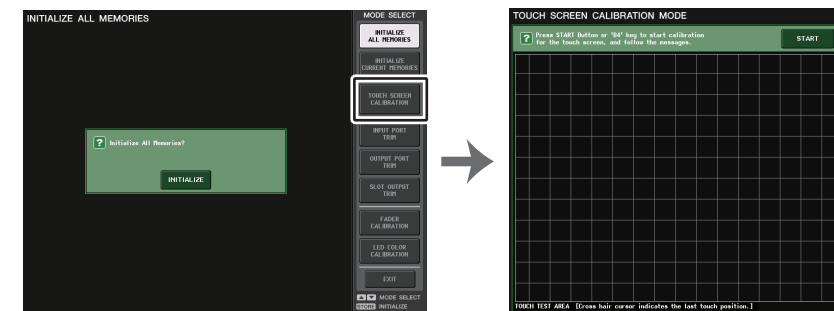 INITIALIZE ALL MEMORIES
Initialize All Memories?
INITIALIZE
MODE SELECT
INITIALIZE
ALL MEMORIES
INITIALIZE
CURRENT MEMORIES
TOUCH SCREEN
CALIBRATION
INPUT PORT
TRIM
OUTPUT PORT
TRIM
SLOT OUTPUT
TRIM
FADER
CALIBRATION
LED COLOR
CALIBRATION
EXIT
MODE SELECT
STORE INITIALIZE
TOUCH SCREEN CALIBRATION MODE
Press START Button or '04' key to start calibration
for the touch screen, and follow the messages.
START
TOUCH TEST AREA [Cross hair cursor indicates the last touch position.]